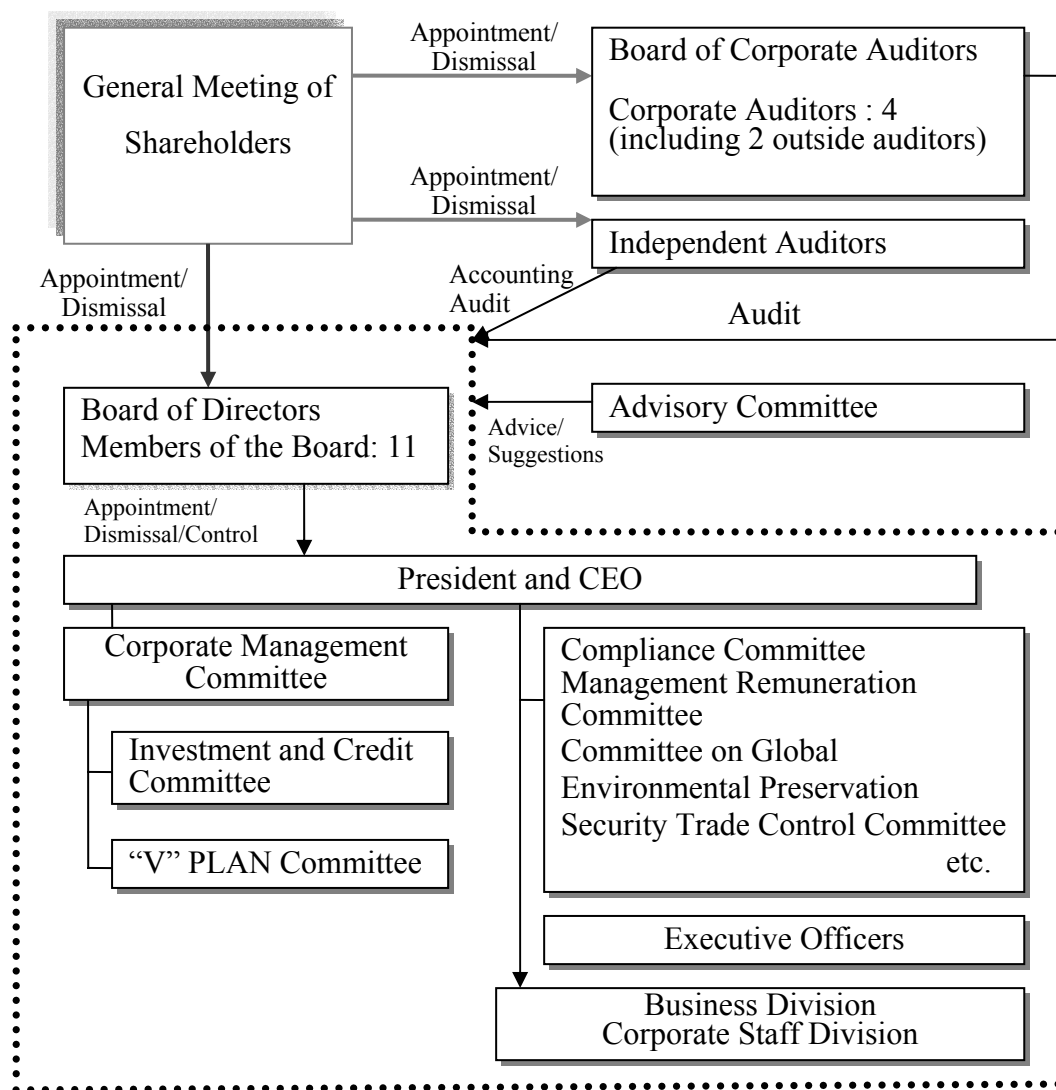 General Meeting of
Shareholders
Appointment/
Dismissal
Board of Corporate Auditors
Corporate Auditors : 4
(including 2 outside auditors)
Appointment/
Dismissal
Independent Auditors
Appointment/
Dismissal
Accounting
Audit
Audit
Board of Directors
Members of the Board: 11
Advisory Committee
Advice/
Suggestions
Appointment/
Dismissal/Control
President and CEO
Corporate Management
Committee
Investment and Credit
Committee
“V” PLAN Committee
Compliance Committee
Management Remuneration
Committee
Committee on Global
Environmental Preservation
Security Trade Control Committee
etc.
Executive Officers
Business Division
Corporate Staff Division